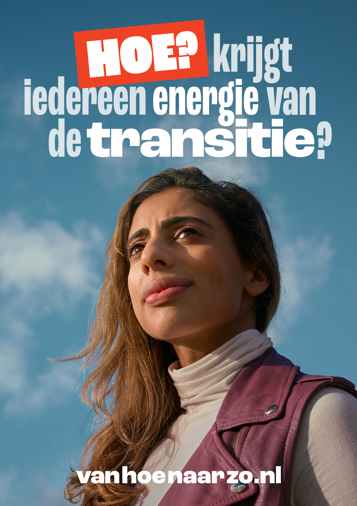 HOE? krijgt
iedereen energie van
de transitie?
vanhoenaarzo.nl